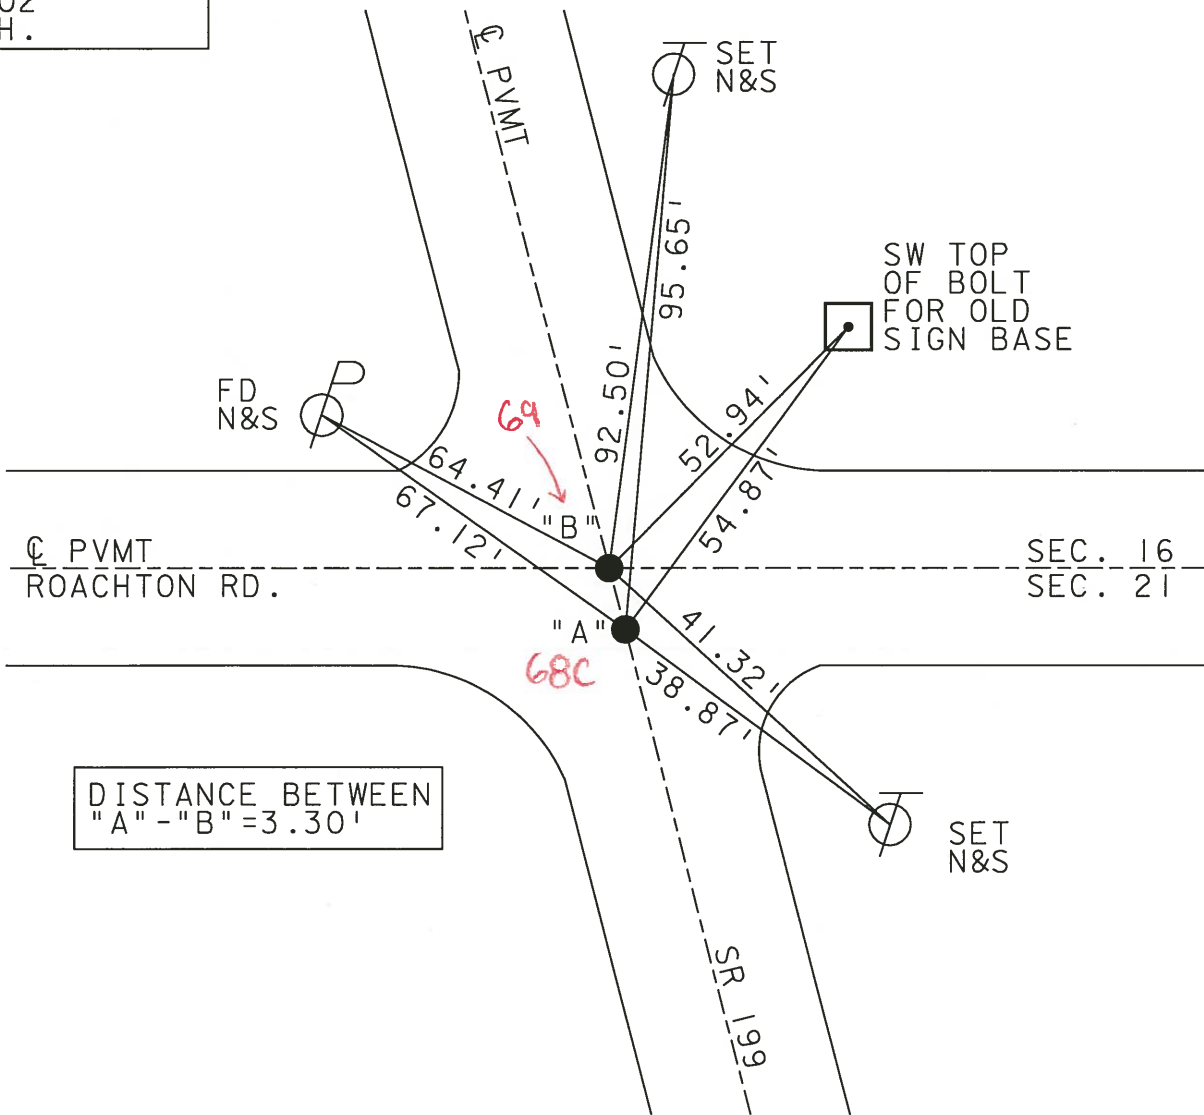 H.
℄ PVMT
SET
N&S
SW TOP
OF BOLT
FOR OLD
SIGN BASE
95.65'
92.50'
FD
N&S
69
52.94'
64.41'
54.87'
67.12'
"B"
℄ PVMT
ROACHTON RD.
SEC. 16
SEC. 21
"A"
41.32'
68C
38.87'
DISTANCE BETWEEN
"A"-"B"=3.30'
SET
N&S
SR 199